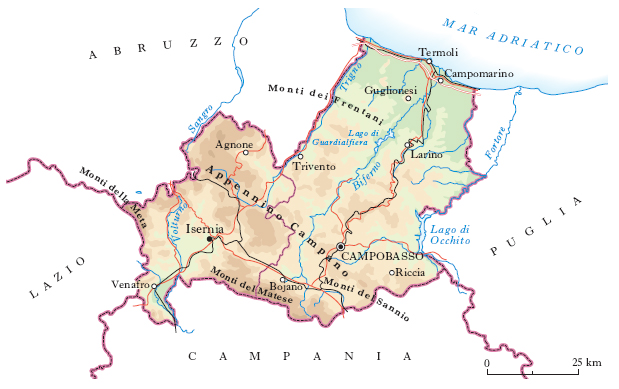 MAR ADRIATICO
ABRUZZO
Termoli
Campomarino
Trigno
Guglionesi
Monti dei Frentani
Sangro
Lago di
Guardialfiera
Agnone
Larino
Fortore
Trivento
Biferno
Monti della Meta
Appennino Campano
Volturno
Isernia
Lago di
Occhito
PUGLIA
CAMPOBASSO
LAZIO
Riccia
Venafro
Monti del Matese
Bojano
Monti del Sannio
CAMPANIA
0 25 km